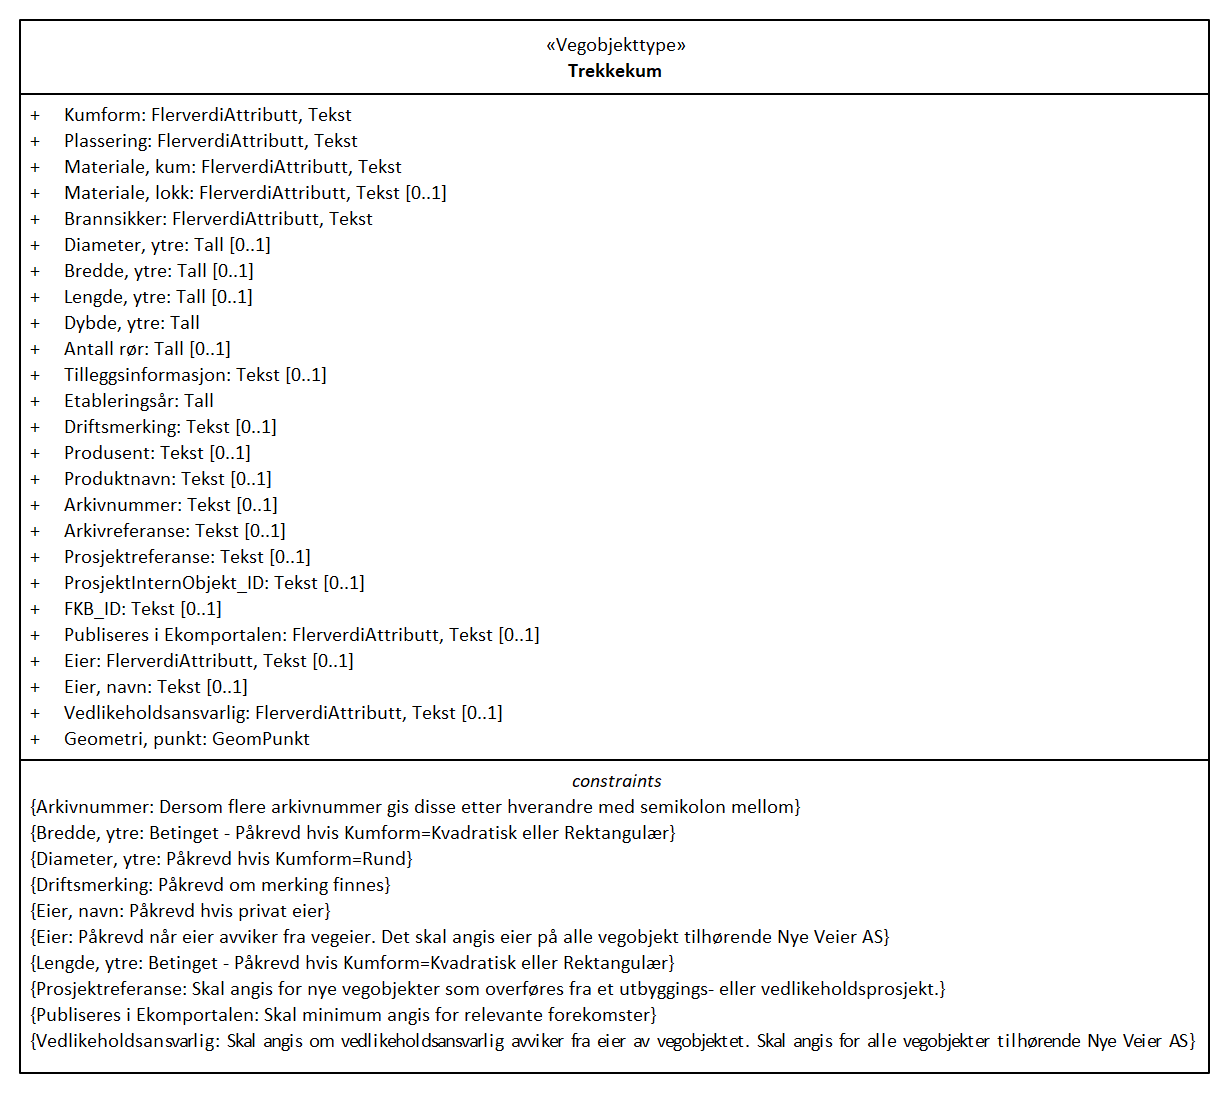 «Vegobjekttype»
Trekkekum
+ Kumform: FlerverdiAttributt, Tekst
+ Plassering: FlerverdiAttributt, Tekst
+ Materiale, kum: FlerverdiAttributt, Tekst
+ Materiale, lokk: FlerverdiAttributt, Tekst [0..1]
+ Brannsikker: FlerverdiAttributt, Tekst
+ Diameter, ytre: Tall [0..1]
+ Bredde, ytre: Tall [0..1]
+ Lengde, ytre: Tall [0..1]
+ Dybde, ytre: Tall
+ Antall rør: Tall [0..1]
+ Tilleggsinformasjon: Tekst [0..1]
+ Etableringsår: Tall
+ Driftsmerking: Tekst [0..1]
+ Produsent: Tekst [0..1]
+ Produktnavn: Tekst [0..1]
+ Arkivnummer: Tekst [0..1]
+ Arkivreferanse: Tekst [0..1]
+ Prosjektreferanse: Tekst [0..1]
+ ProsjektInternObjekt_ID: Tekst [0..1]
+ FKB_ID: Tekst [0..1]
+ Publiseres i Ekomportalen: FlerverdiAttributt, Tekst [0..1]
+ Eier: FlerverdiAttributt, Tekst [0..1]
+ Eier, navn: Tekst [0..1]
+ Vedlikeholdsansvarlig: FlerverdiAttributt, Tekst [0..1]
+ Geometri, punkt: GeomPunkt
constraints
{Arkivnummer: Dersom flere arkivnummer gis disse etter hverandre med semikolon mellom}
{Bredde, ytre: Betinget - Påkrevd hvis Kumform=Kvadratisk eller Rektangulær}
{Diameter, ytre: Påkrevd hvis Kumform=Rund}
{Driftsmerking: Påkrevd om merking finnes}
{Eier, navn: Påkrevd hvis privat eier}
{Eier: Påkrevd når eier avviker fra vegeier. Det skal angis eier på alle vegobjekt tilhørende Nye Veier AS}
{Lengde, ytre: Betinget - Påkrevd hvis Kumform=Kvadratisk eller Rektangulær}
{Prosjektreferanse: Skal angis for nye vegobjekter som overføres fra et utbyggings- eller vedlikeholdsprosjekt.}
{Publiseres i Ekomportalen: Skal minimum angis for relevante forekomster}
{Vedlikeholdsansvarlig: Skal angis om vedlikeholdsansvarlig avviker fra eier av vegobjektet. Skal angis for alle vegobjekter tilhørende Nye Veier AS}